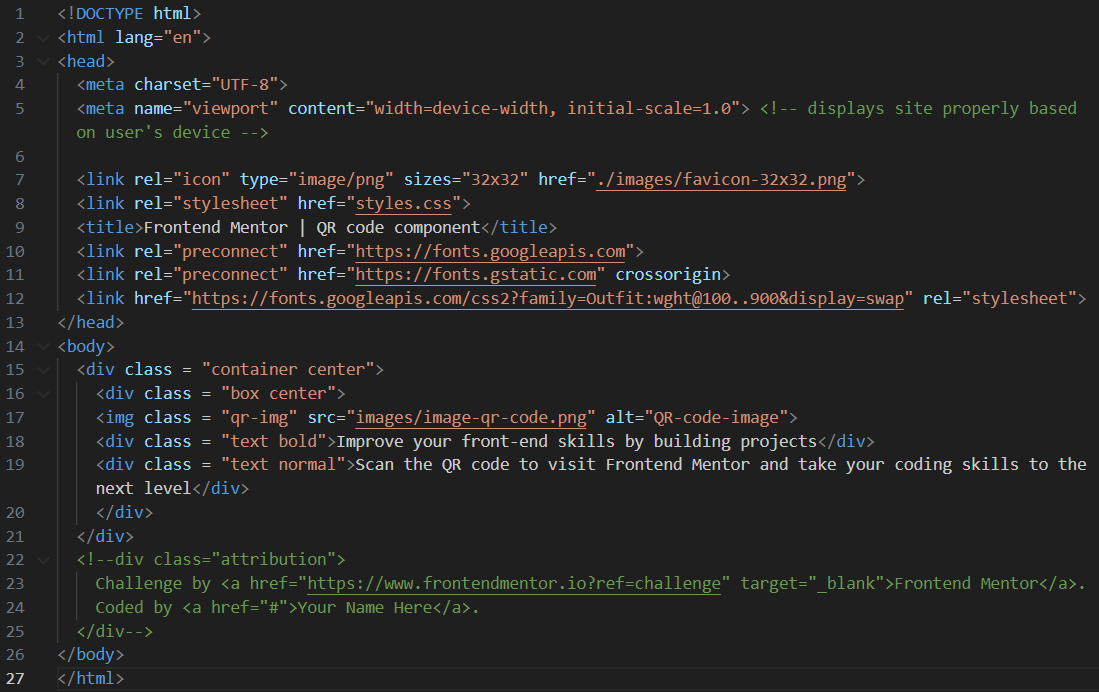 1 <!DOCTYPE html>
2 <html lang="en">
3 <head>
4 <meta charset="UTF-8">
5 <meta name="viewport" content="width=device-width, initial-scale=1.0"> <!-- displays site properly based
on user's device -->
6
7 <link rel="icon" type="image/png" sizes="32x32" href="./images/favicon-32x32.png">
8 <link rel="stylesheet" href="styles.css">
9 <title>Frontend Mentor | QR code component</title>
10 <link rel="preconnect" href="https://fonts.googleapis.com">
11 <link rel="preconnect" href="https://fonts.gstatic.com" crossorigin>
12 <link href="https://fonts.googleapis.com/css2?family=Outfit:wght@100..900&display=swap" rel="stylesheet">
13 </head>
14 <body>
15 <div class = "container center">
16 <div class = "box center">
17 <img class = "qr-img" src="images/image-qr-code.png" alt="QR-code-image">
18 <div class = "text bold">Improve your front-end skills by building projects</div>
19 <div class = "text normal">Scan the QR code to visit Frontend Mentor and take your coding skills to the
next level</div>
20 </div>
21 </div>
22 <!--div class="attribution">
23 Challenge by <a href="https://www.frontendmentor.io?ref=challenge" target="_blank">Frontend Mentor</a>.
24 Coded by <a href="#">Your Name Here</a>.
25 </div-->
26 </body>
27 </html>